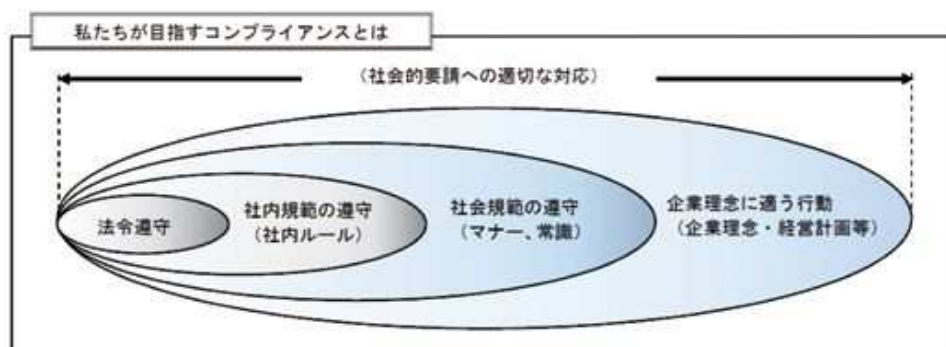 私たちが目指すコンプライアンスとは
（社会的要請への適切な対応）
法令遵守
社内規範の遵守
（社内ルール）
社会規範の遵守
（マナー、常識）
企業理念に適う行動
（企業理念・経営計画等）